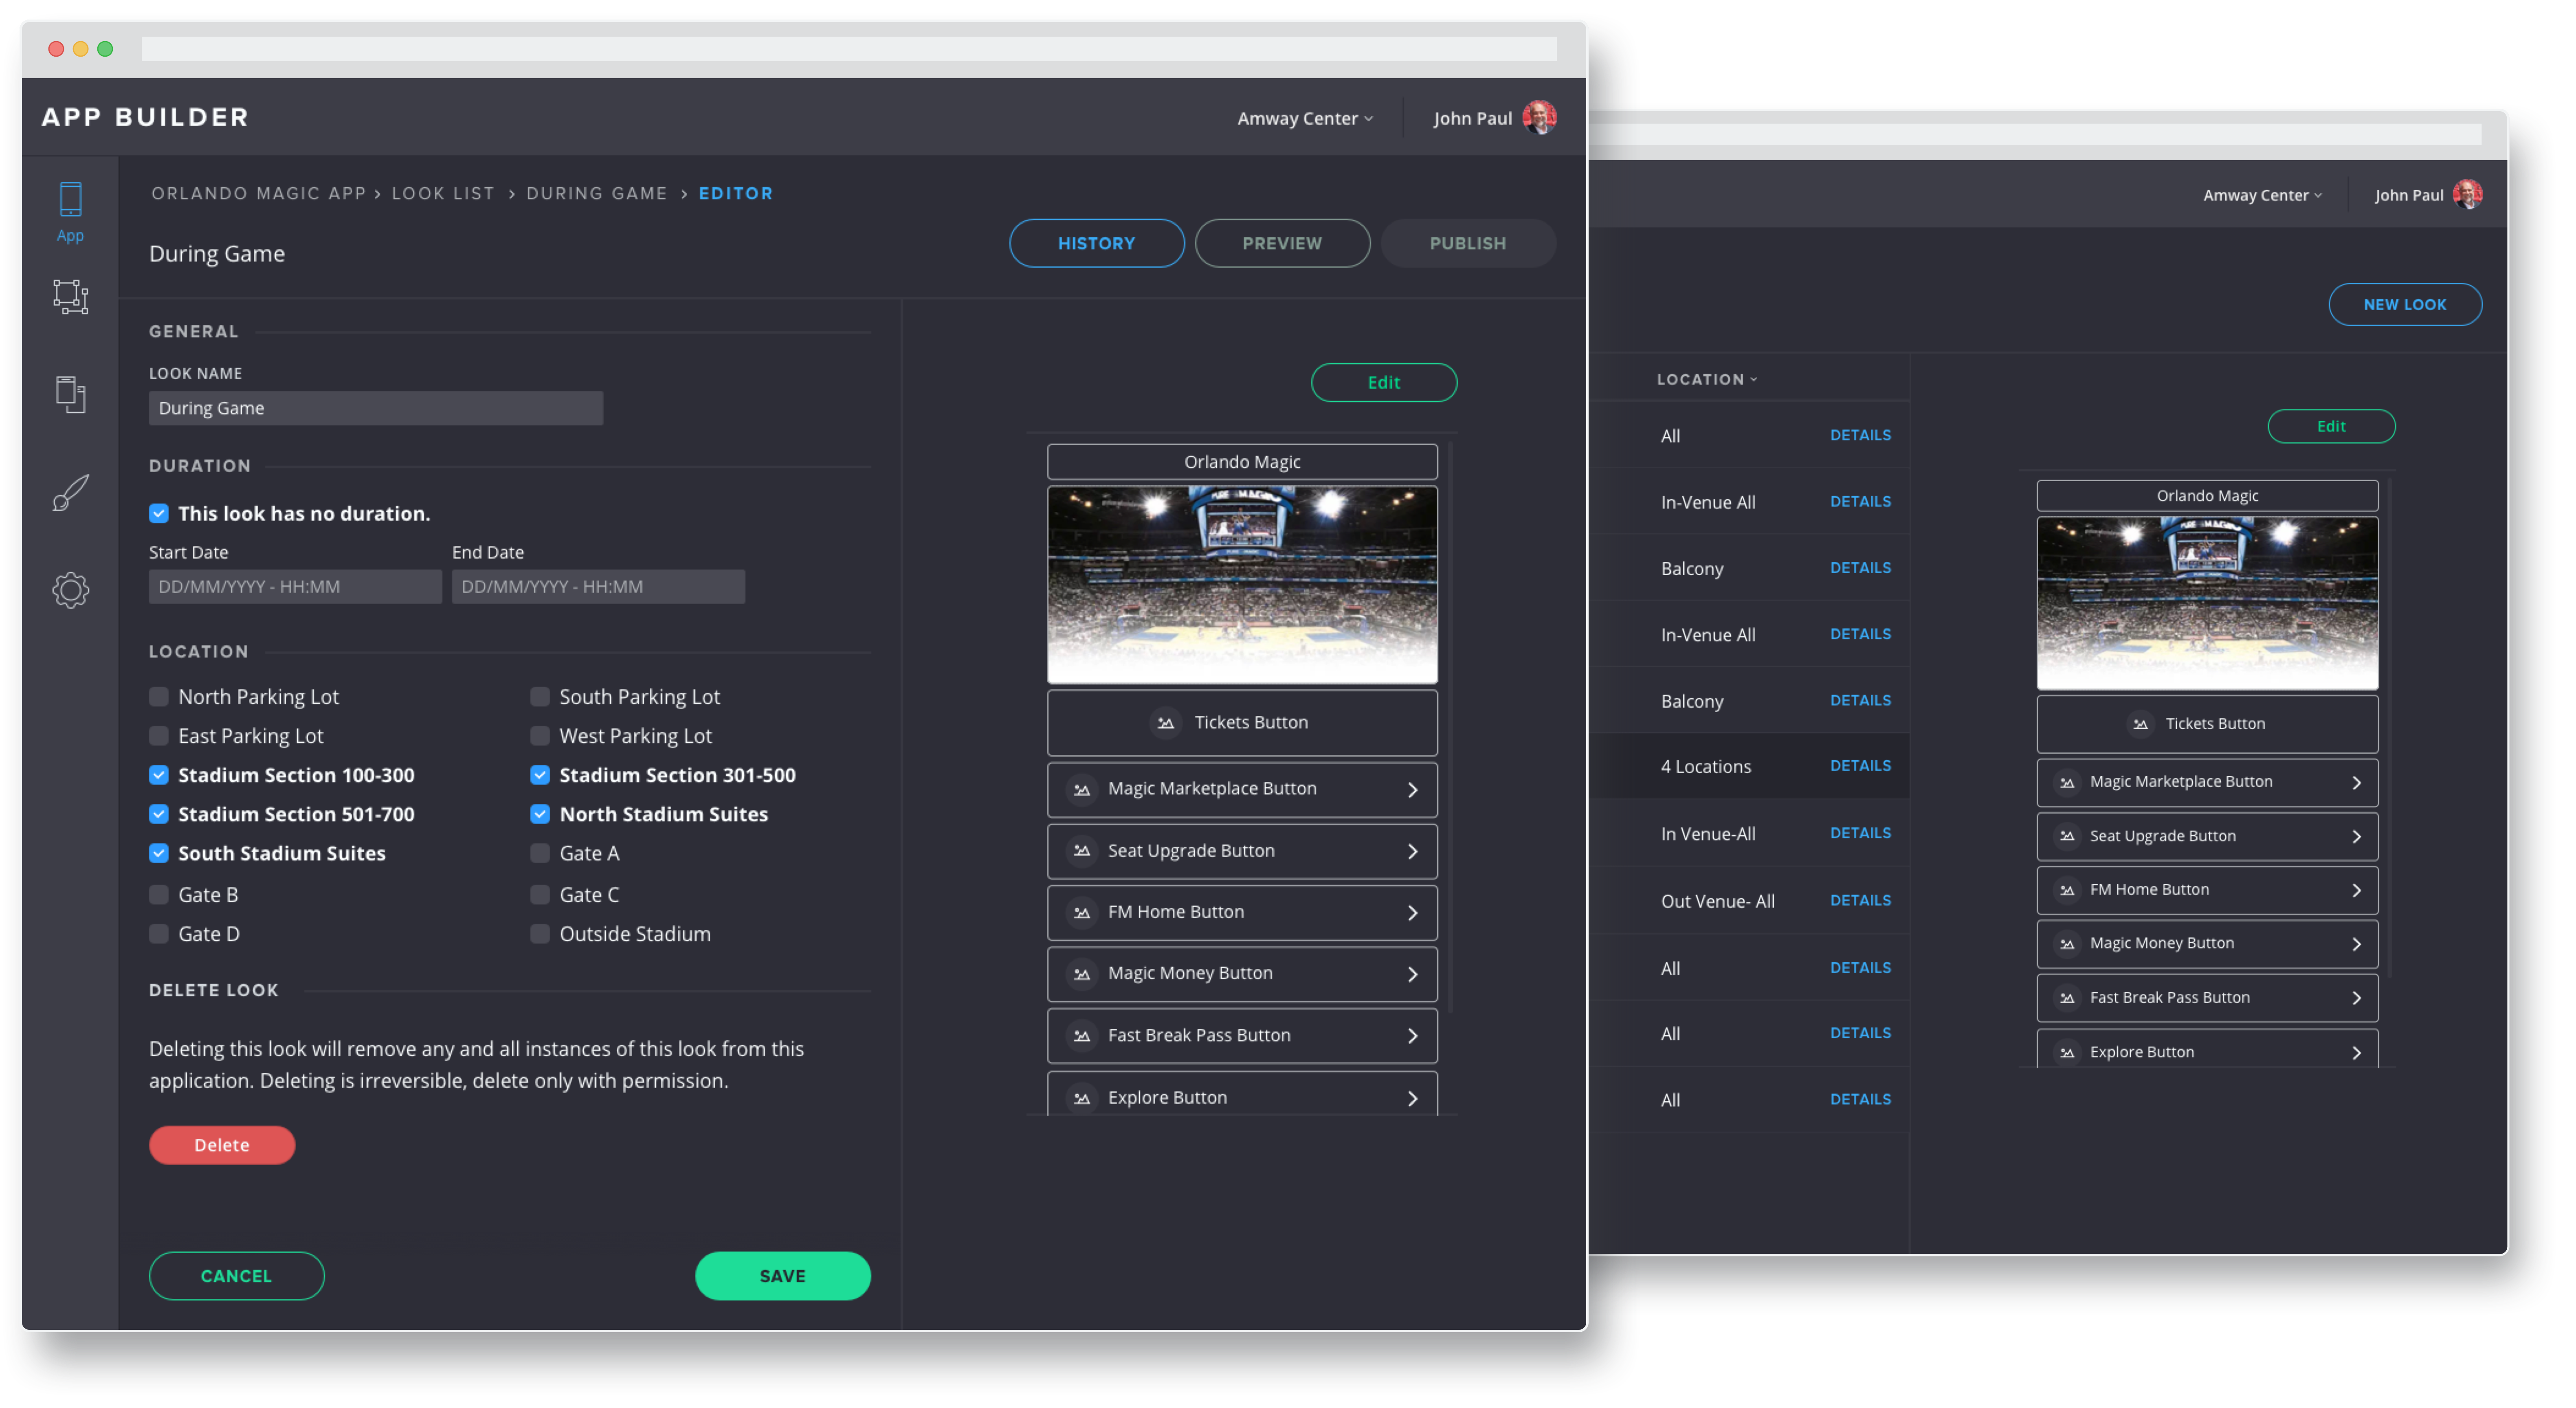 APP BUILDER
Amway Center
John Paul
App
ORLANDO MAGIC APP > LOOK LIST > DURING GAME > EDITOR
During Game
HISTORY
PREVIEW
PUBLISH
GENERAL
LOOK NAME
During Game
DURATION
This look has no duration.
Start Date
End Date
DD/MM/YYYY - HH:MM
DD/MM/YYYY - HH:MM
LOCATION
North Parking Lot
South Parking Lot
East Parking Lot
West Parking Lot
Stadium Section 100-300
Stadium Section 301-500
Stadium Section 501-700
North Stadium Suites
South Stadium Suites
Gate A
Gate B
Gate C
Gate D
Outside Stadium
DELETE LOOK
Deleting this look will remove any and all instances of this look from this
application. Deleting is irreversible, delete only with permission.
Delete
CANCEL
SAVE
Edit
Orlando Magic
Tickets Button
Magic Marketplace Button
Seat Upgrade Button
FM Home Button
Magic Money Button
Fast Break Pass Button
Explore Button
Amway Center
John Paul
NEW LOOK
LOCATION
All DETAILS
In-Venue All DETAILS
Balcony DETAILS
In-Venue All DETAILS
Balcony DETAILS
4 Locations DETAILS
In Venue-All DETAILS
Out Venue- All DETAILS
All DETAILS
All DETAILS
All DETAILS
Edit
Orlando Magic
Tickets Button
Magic Marketplace Button
Seat Upgrade Button
FM Home Button
Magic Money Button
Fast Break Pass Button
Explore Button